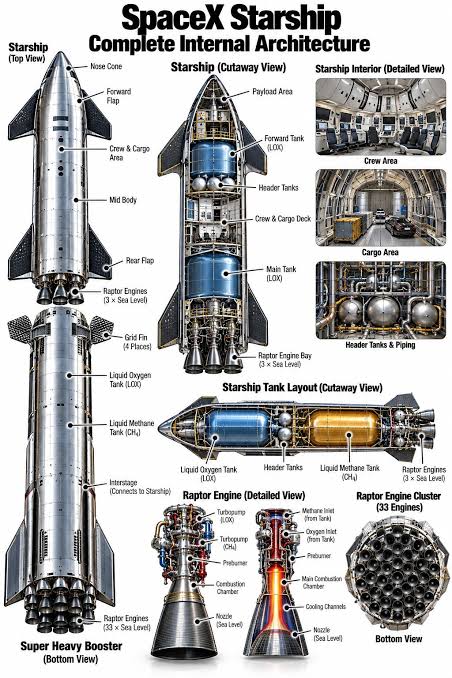 SpaceX Starship
Complete Internal Architecture
Starship
(Top View)
Nose Cone
Forward
Flap
Crew & Cargo
Area
Mid Body
Rear Flap
Raptor Engines
(3 × Sea Level)
Grid Fin
(4 Places)
Liquid Oxygen
Tank (LOX)
Liquid Methane
Tank (CH₄)
Interstage
(Connects to Starship)
Raptor Engines
(33 × Sea Level)
Super Heavy Booster
(Bottom View)
Starship (Cutaway View)
Payload Area
Forward Tank
(LOX)
Header Tanks
Crew & Cargo Deck
Main Tank
(LOX)
Raptor Engine Bay
(3 × Sea Level)
Starship Interior (Detailed View)
Crew Area
Cargo Area
Header Tanks & Piping
Starship Tank Layout (Cutaway View)
Liquid Oxygen Tank
(LOX)
Header Tanks
Liquid Methane Tank
(CH₄)
Raptor Engines
(3 × Sea Level)
Raptor Engine (Detailed View)
Turbopump
(LOX)
Turbopump
(CH₄)
Preburner
Combustion
Chamber
Nozzle
(Sea Level)
Methane Inlet
(from Tank)
Oxygen Inlet
(from Tank)
Preburner
Main Combustion
Chamber
Cooling Channels
Nozzle
(Sea Level)
Raptor Engine Cluster
(33 Engines)
Bottom View